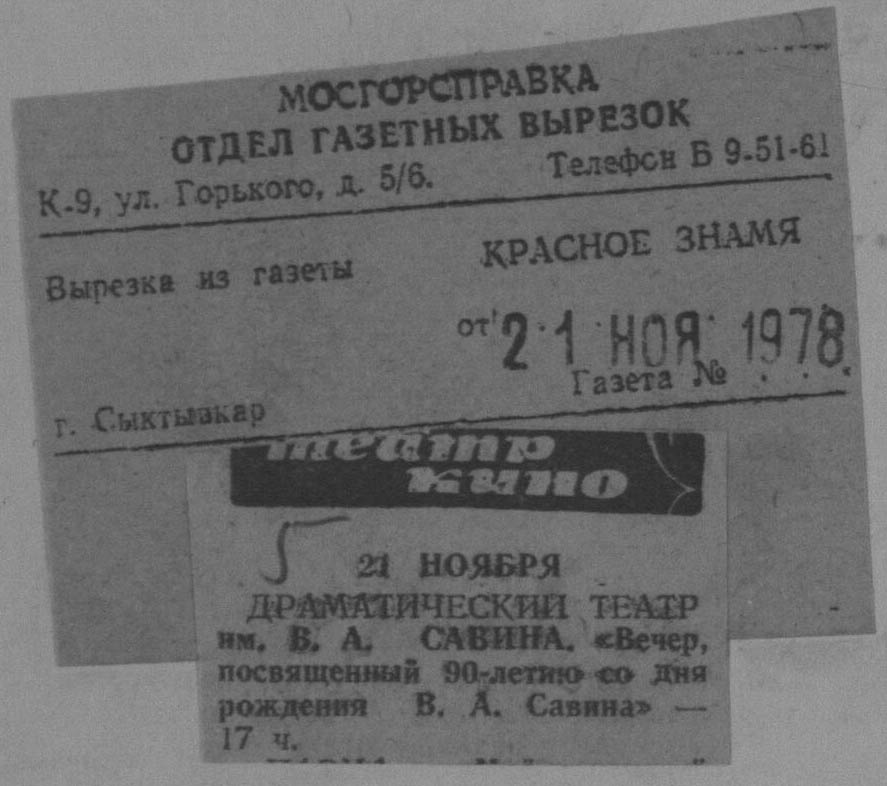 МОСГОРСПРАВКА
ОТДЕЛ ГАЗЕТНЫХ ВЫРЕЗОК
К-9, ул. Горького, д. 5/6. Телефон Б 9-51-61
Вырезка из газеты КРАСНОЕ ЗНАМЯ
от 21 НОЯ 1978
Газета №
г. Сыктывкар
театр
кино
5
21 НОЯБРЯ
ДРАМАТИЧЕСКИЙ ТЕАТР
им. В. А. САВИНА. «Вечер,
посвященный 90-летию со дня
рождения В. А. Савина» —
17 ч.